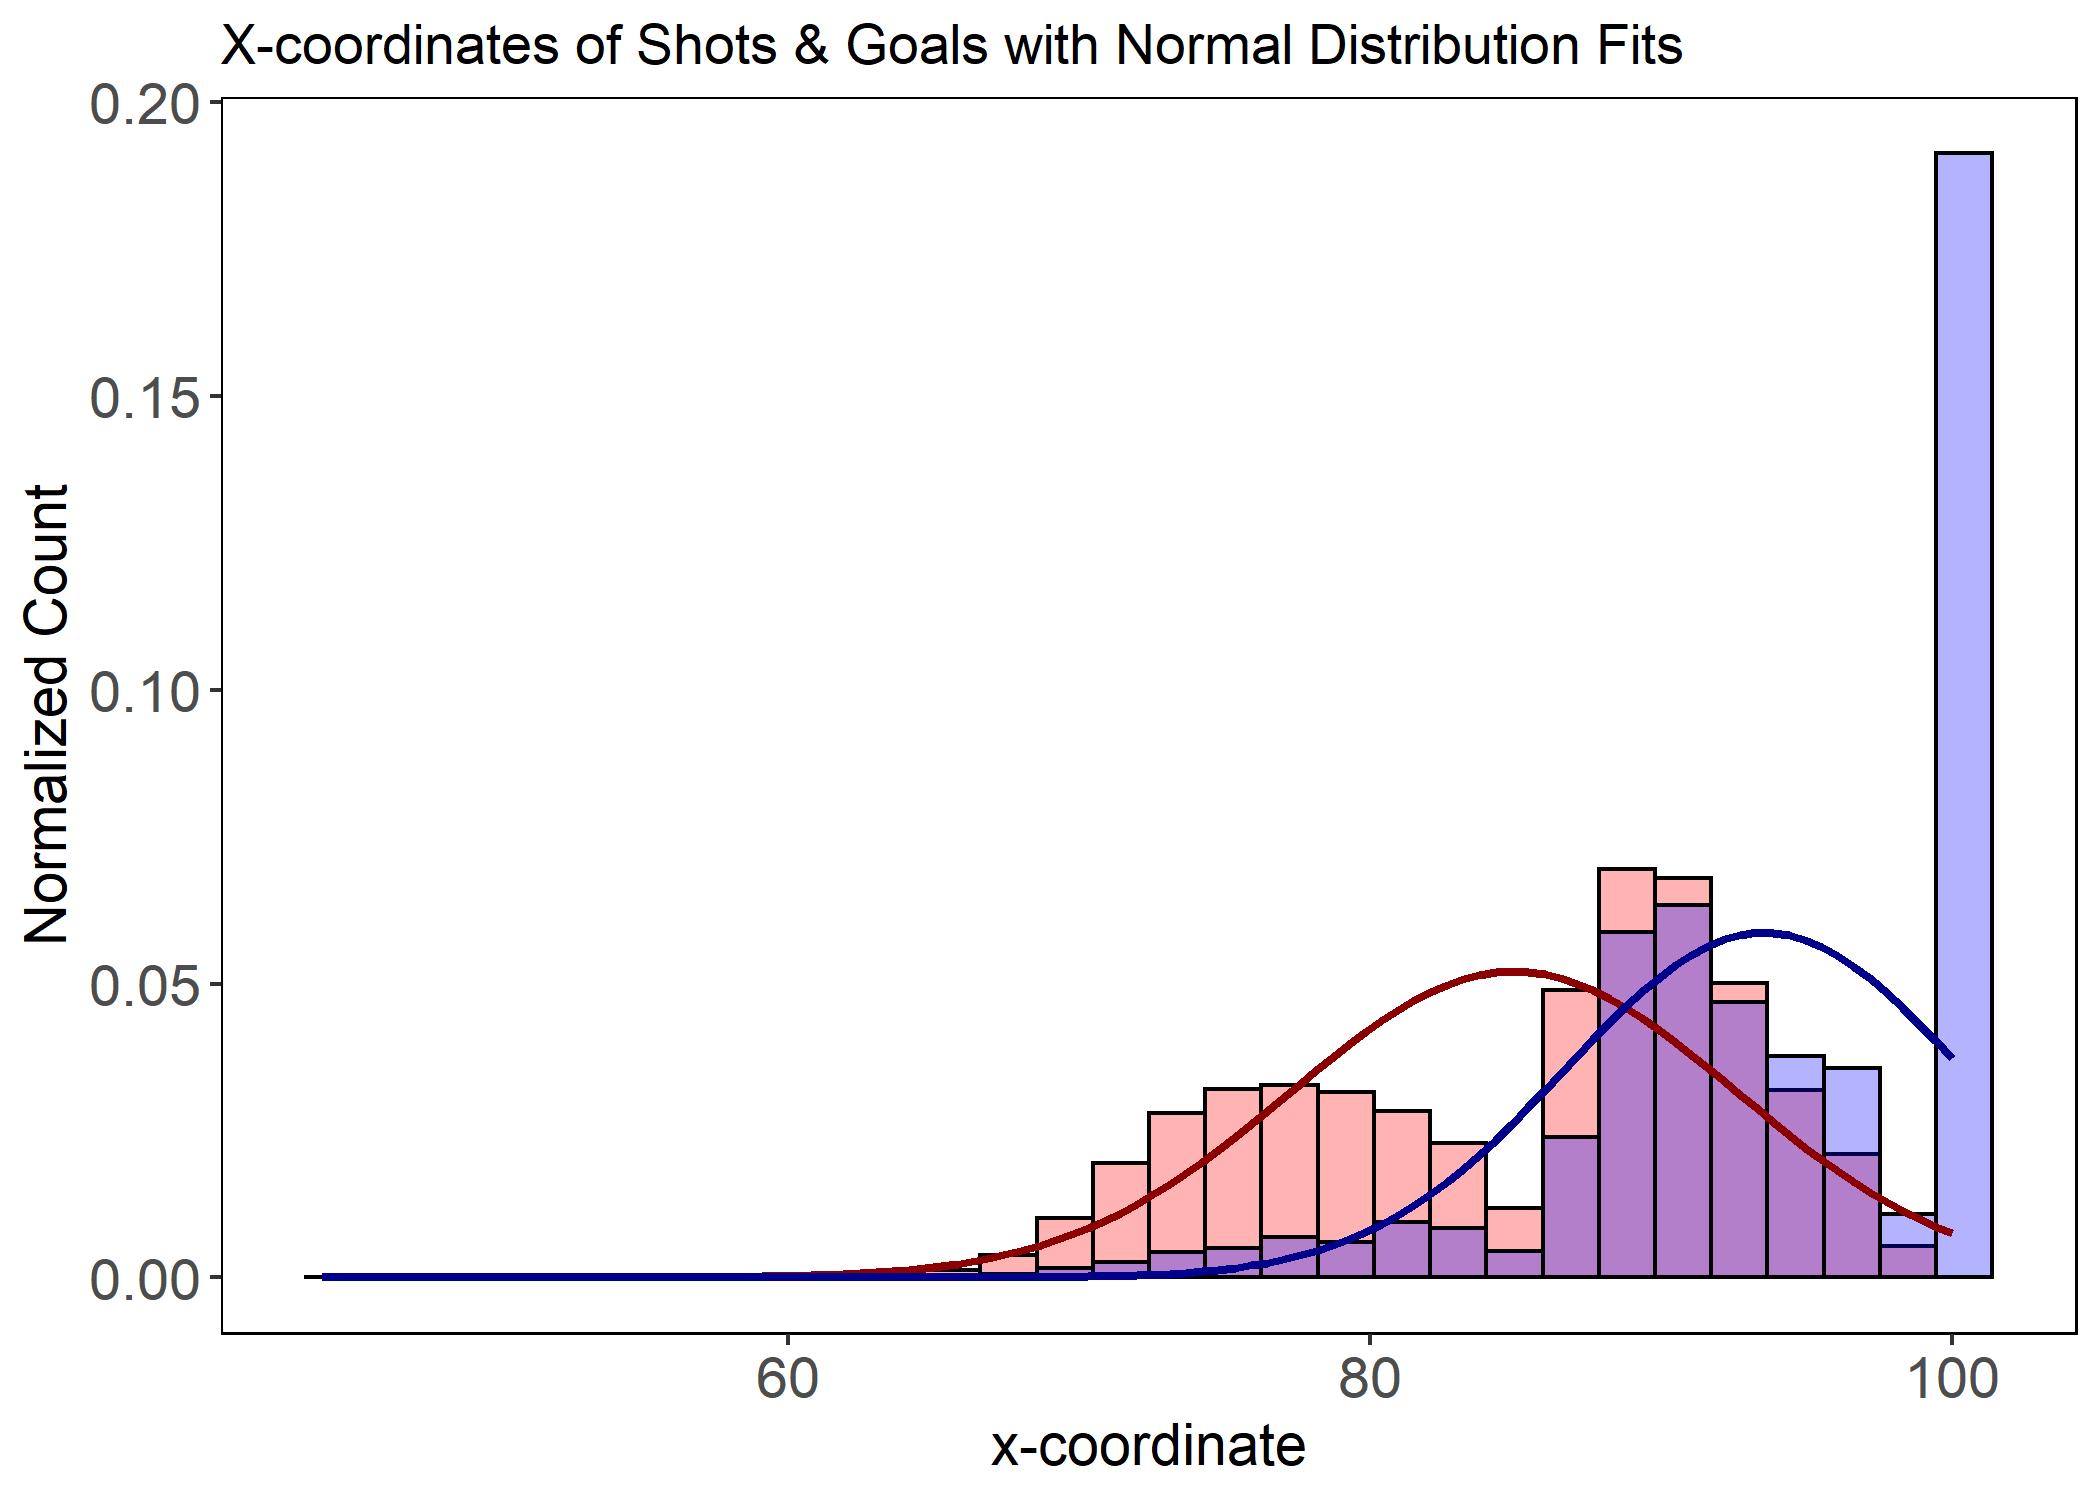 X-coordinates of Shots & Goals with Normal Distribution Fits
0.20
0.15
0.10
0.05
0.00
Normalized Count
60 80 100
x-coordinate